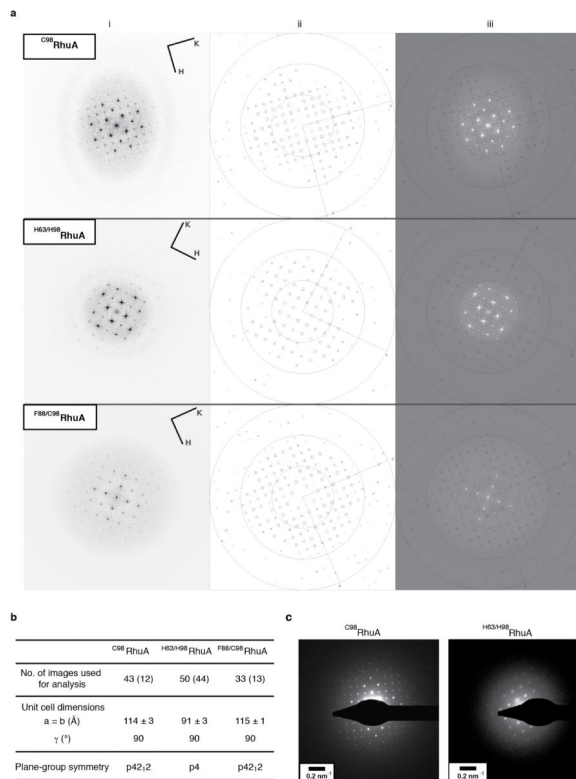 a
i ii iii
C98RhuA
K
H
H63/H98RhuA
K
H
F88/C98RhuA
K
H
b
C98RhuA H63/H98RhuA F88/C98RhuA
No. of images used
for analysis 43 (12) 50 (44) 33 (13)
Unit cell dimensions
a = b (Å) 114 ± 3 91 ± 3 115 ± 1
γ (°) 90 90 90
Plane-group symmetry p42₁2 p4 p42₁2
c
C98RhuA H63/H98RhuA
0.2 nm⁻¹ 0.2 nm⁻¹